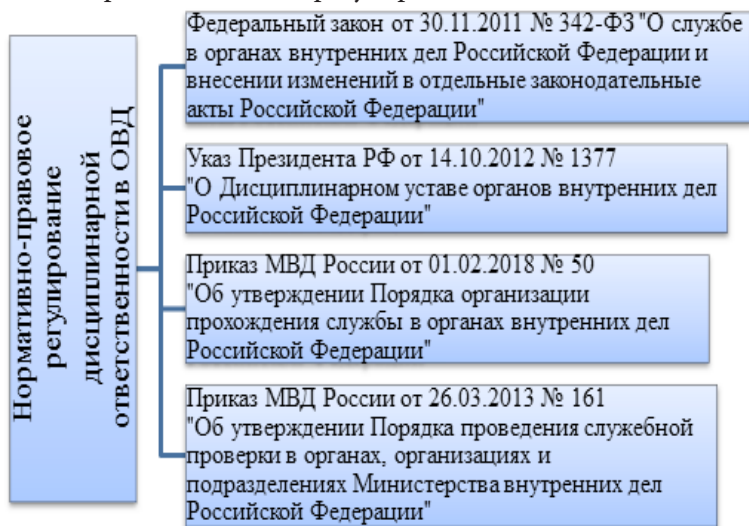 Нормативно-правовое
регулирование
дисциплинарной
ответственности в ОВД
Федеральный закон от 30.11.2011 № 342-ФЗ "О службе
в органах внутренних дел Российской Федерации и
внесении изменений в отдельные законодательные
акты Российской Федерации"
Указ Президента РФ от 14.10.2012 № 1377
"О Дисциплинарном уставе органов внутренних дел
Российской Федерации"
Приказ МВД России от 01.02.2018 № 50
"Об утверждении Порядка организации
прохождения службы в органах внутренних дел
Российской Федерации"
Приказ МВД России от 26.03.2013 № 161
"Об утверждении Порядка проведения служебной
проверки в органах, организациях и
подразделениях Министерства внутренних дел
Российской Федерации"